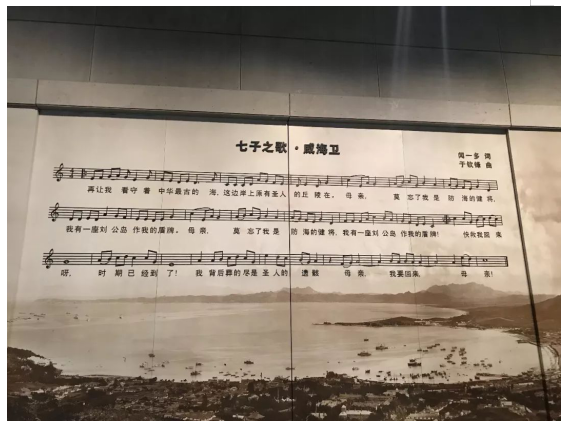 七子之歌·威海卫
闻一多 词
于钦锋 曲
再让我 看守着 中华最古的 海,这边岸上原有圣人 的丘陵在。 母亲, 莫 忘了我是 防 海的健将,
我有一座刘 公岛 作我的盾牌。 母亲, 莫 忘了我是 防 海的健将,我有一座刘 公岛 作我的盾牌! 快救我回 来
呀, 时 期 已 经到 了! 我 背后葬的尽是 圣 人的 遗骸 母亲, 我要回来, 母 亲!